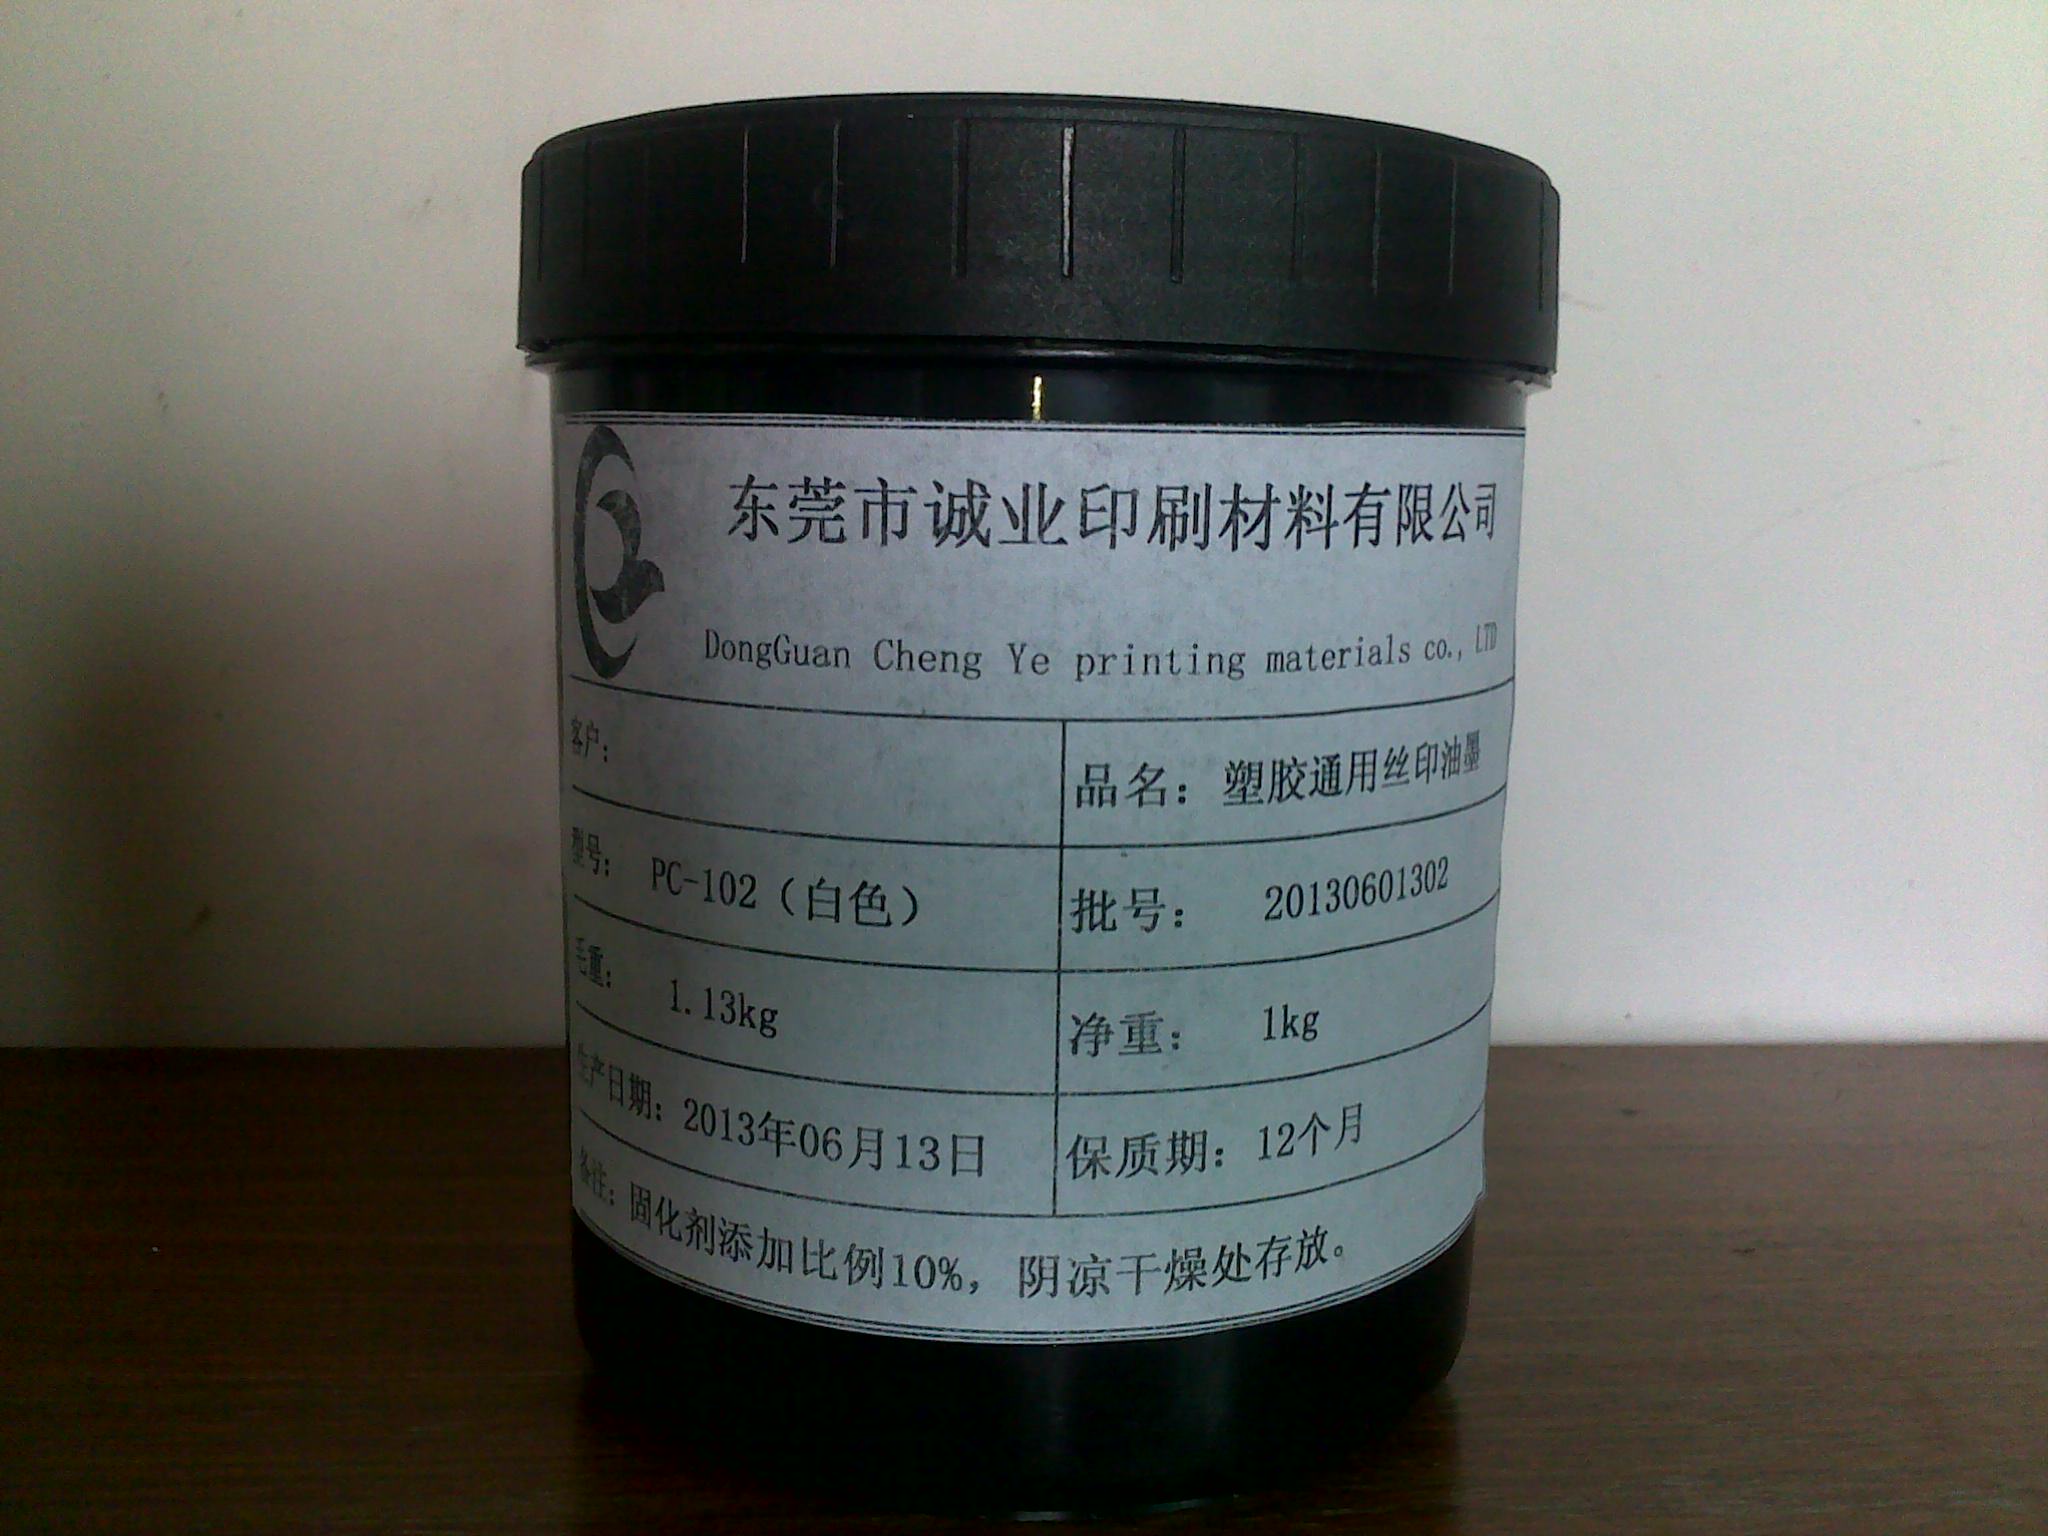 东莞市诚业印刷材料有限公司
DongGuan Cheng Ye printing materials co., LTD
客户：
品名：塑胶通用丝印油墨
型号： PC-102（白色）
批号： 20130601302
毛重： 1.13kg
净重： 1kg
生产日期：2013年06月13日
保质期：12个月
备注：固化剂添加比例10%，阴凉干燥处存放。